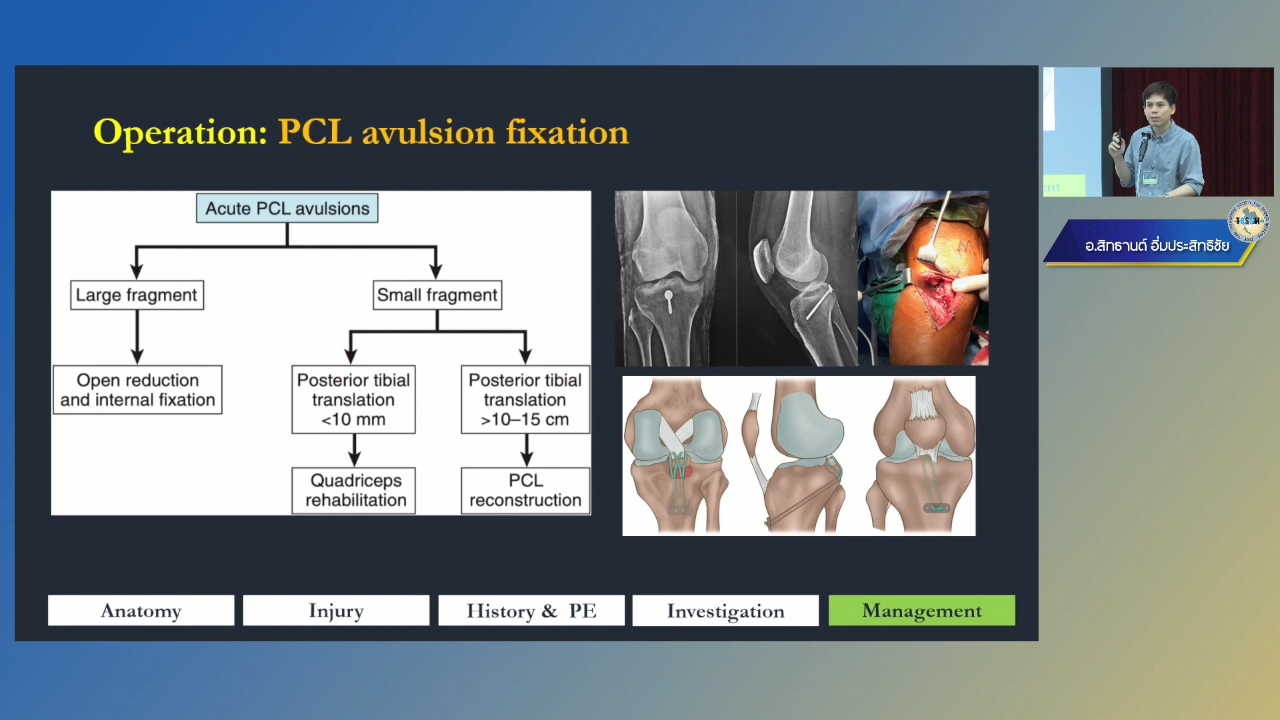 Operation: PCL avulsion fixation
Acute PCL avulsions
Large fragment
Small fragment
Open reduction
and internal fixation
Posterior tibial
translation
<10 mm
Posterior tibial
translation
>10–15 cm
Quadriceps
rehabilitation
PCL
reconstruction
Anatomy
Injury
History & PE
Investigation
Management
อ.สิทธานต์ อิ่มประสิทธิชัย